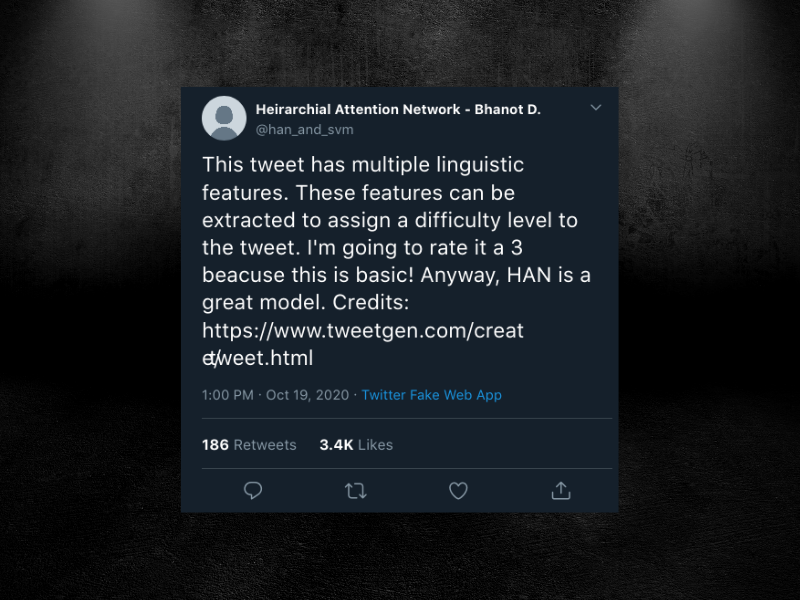 Heirarchial Attention Network - Bhanot D.
@han_and_svm
This tweet has multiple linguistic
features. These features can be
extracted to assign a difficulty level to
the tweet. I'm going to rate it a 3
beacuse this is basic! Anyway, HAN is a
great model. Credits:
https://www.tweetgen.com/creat
e/tweet.html
1:00 PM · Oct 19, 2020 · Twitter Fake Web App
186 Retweets 3.4K Likes